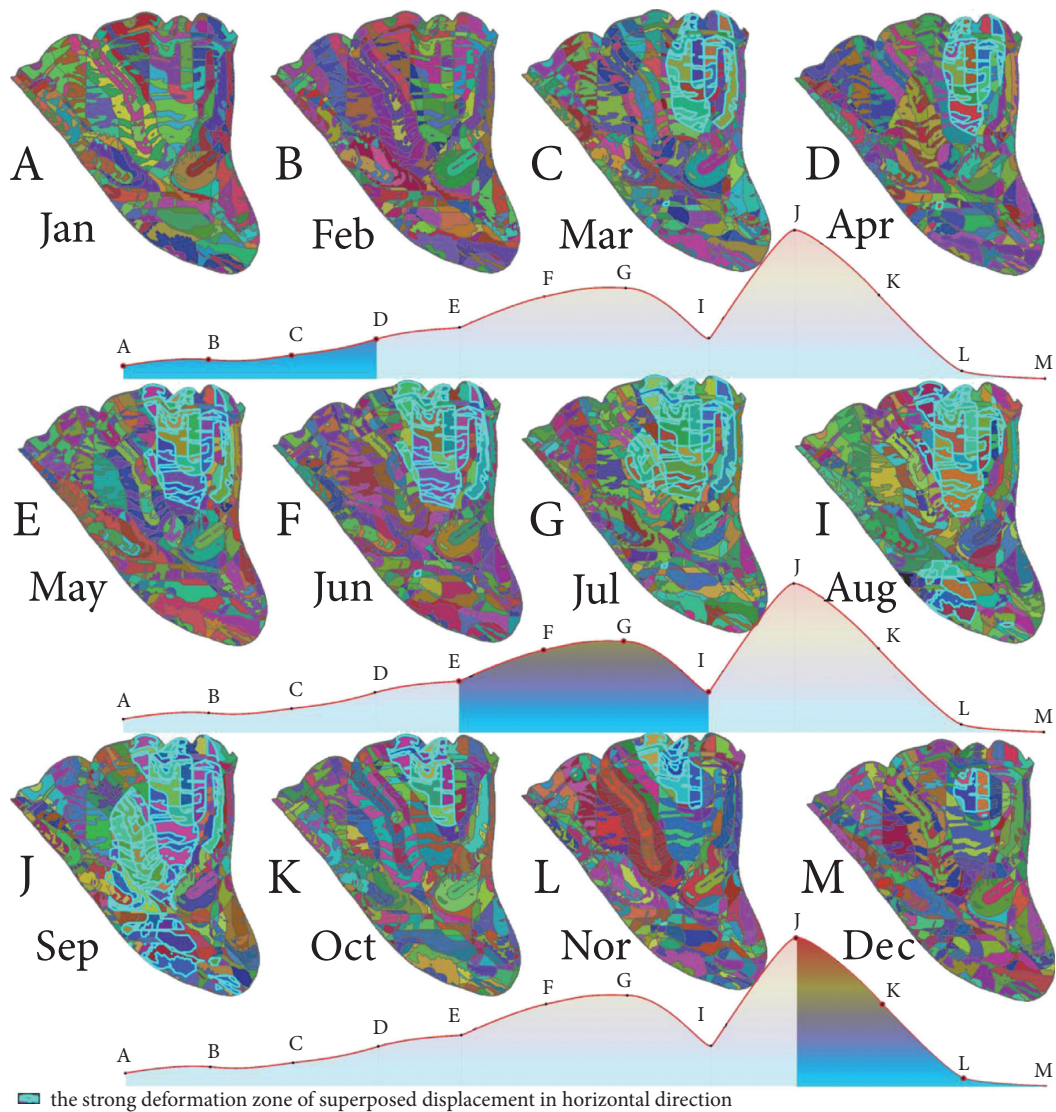 A
Jan
B
Feb
C
Mar
D
Apr
A B C D E F G I J K L M
E
May
F
Jun
G
Jul
I
Aug
A B C D E F G I J K L M
J
Sep
K
Oct
L
Nor
M
Dec
A B C D E F G I J K L M
the strong deformation zone of superposed displacement in horizontal direction